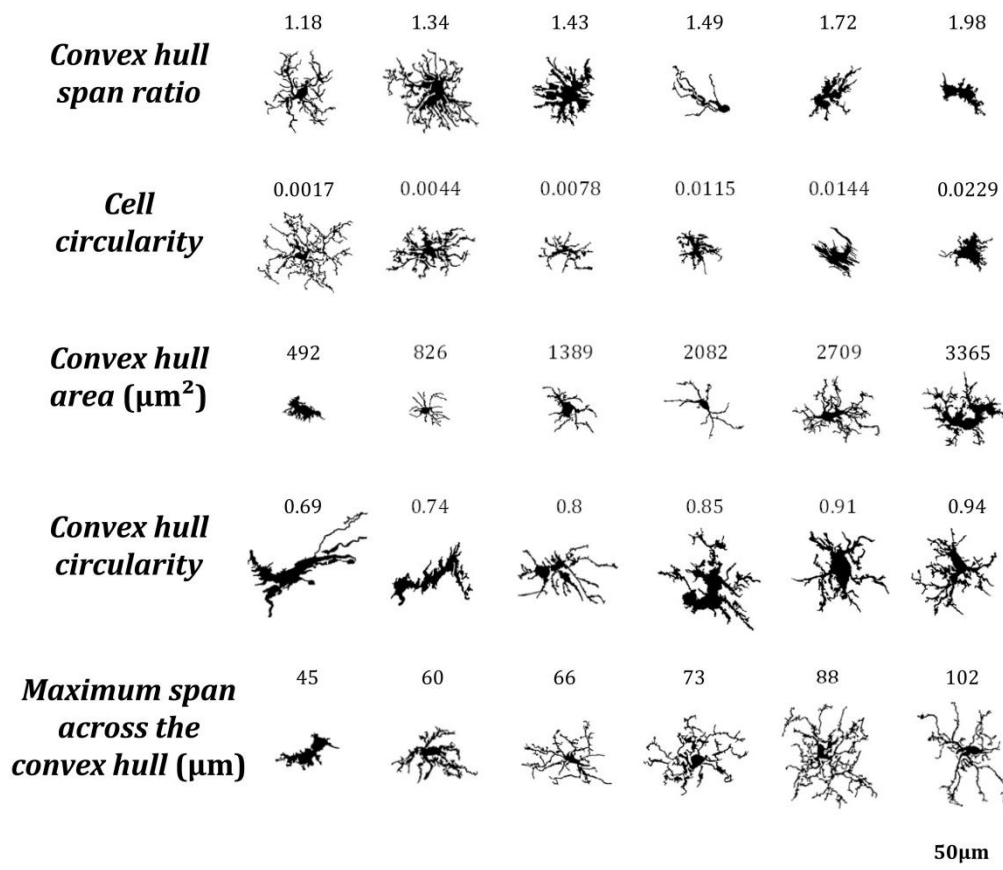 1.18 1.34 1.43 1.49 1.72 1.98
Convex hull
span ratio
0.0017 0.0044 0.0078 0.0115 0.0144 0.0229
Cell
circularity
492 826 1389 2082 2709 3365
Convex hull
area (μm²)
0.69 0.74 0.8 0.85 0.91 0.94
Convex hull
circularity
45 60 66 73 88 102
Maximum span
across the
convex hull (μm)
50μm